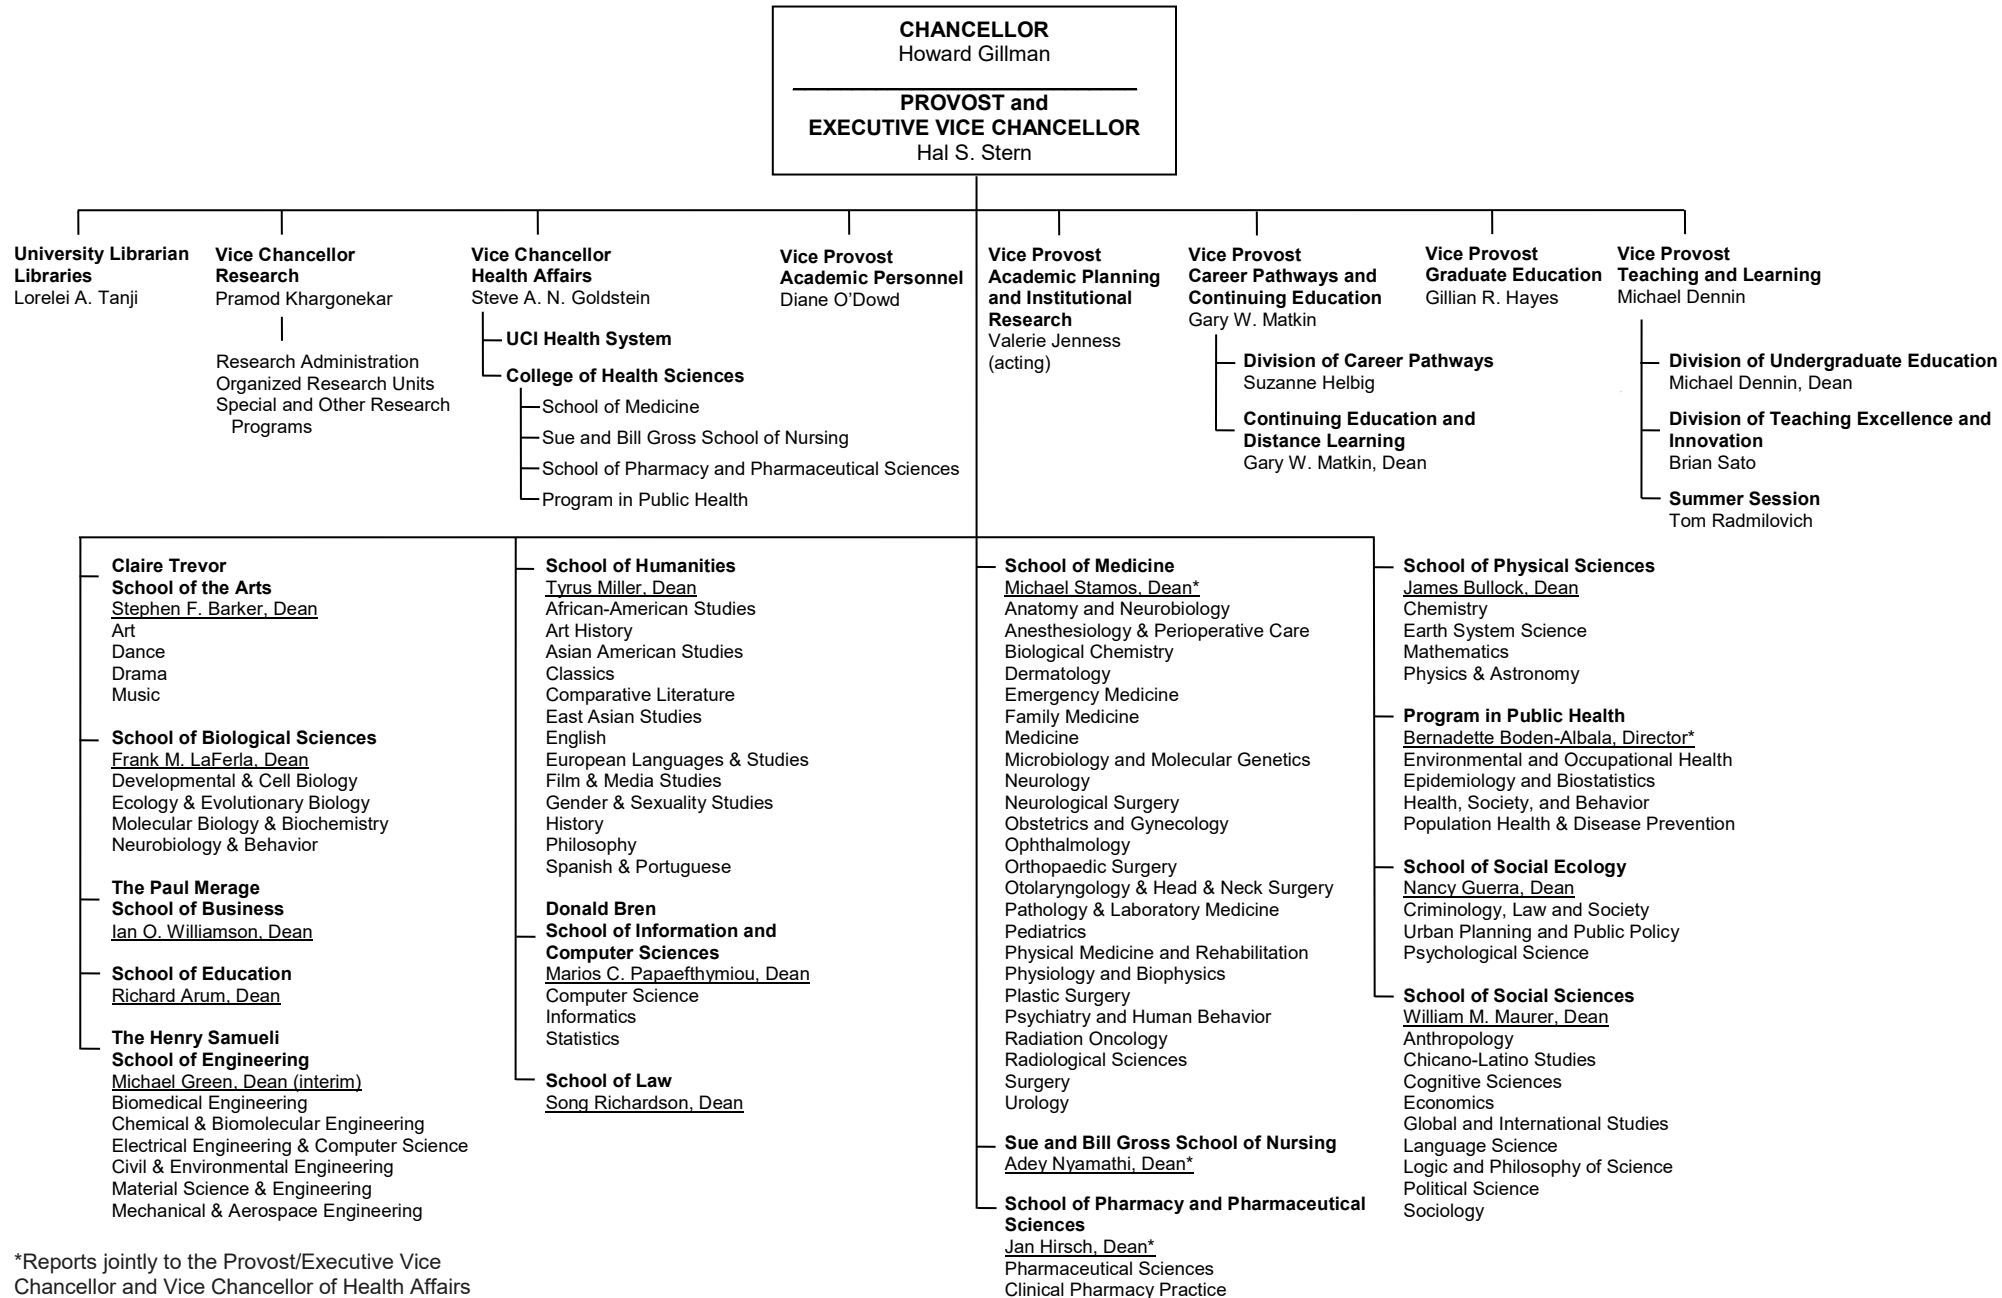 CHANCELLOR
Howard Gillman
PROVOST and
EXECUTIVE VICE CHANCELLOR
Hal S. Stern
University Librarian
Libraries
Lorelei A. Tanji
Vice Chancellor
Research
Pramod Khargonekar
Research Administration
Organized Research Units
Special and Other Research
Programs
Vice Chancellor
Health Affairs
Steve A. N. Goldstein
UCI Health System
College of Health Sciences
School of Medicine
Sue and Bill Gross School of Nursing
School of Pharmacy and Pharmaceutical Sciences
Program in Public Health
Vice Provost
Academic Personnel
Diane O’Dowd
Vice Provost
Academic Planning
and Institutional
Research
Valerie Jenness
(acting)
Vice Provost
Career Pathways and
Continuing Education
Gary W. Matkin
Division of Career Pathways
Suzanne Helbig
Continuing Education and
Distance Learning
Gary W. Matkin, Dean
Vice Provost
Graduate Education
Gillian R. Hayes
Vice Provost
Teaching and Learning
Michael Dennin
Division of Undergraduate Education
Michael Dennin, Dean
Division of Teaching Excellence and
Innovation
Brian Sato
Summer Session
Tom Radmilovich
Claire Trevor
School of the Arts
Stephen F. Barker, Dean
Art
Dance
Drama
Music
School of Biological Sciences
Frank M. LaFerla, Dean
Developmental & Cell Biology
Ecology & Evolutionary Biology
Molecular Biology & Biochemistry
Neurobiology & Behavior
The Paul Merage
School of Business
Ian O. Williamson, Dean
School of Education
Richard Arum, Dean
The Henry Samueli
School of Engineering
Michael Green, Dean (interim)
Biomedical Engineering
Chemical & Biomolecular Engineering
Electrical Engineering & Computer Science
Civil & Environmental Engineering
Material Science & Engineering
Mechanical & Aerospace Engineering
School of Humanities
Tyrus Miller, Dean
African-American Studies
Art History
Asian American Studies
Classics
Comparative Literature
East Asian Studies
English
European Languages & Studies
Film & Media Studies
Gender & Sexuality Studies
History
Philosophy
Spanish & Portuguese
Donald Bren
School of Information and
Computer Sciences
Marios C. Papaefthymiou, Dean
Computer Science
Informatics
Statistics
School of Law
Song Richardson, Dean
School of Medicine
Michael Stamos, Dean*
Anatomy and Neurobiology
Anesthesiology & Perioperative Care
Biological Chemistry
Dermatology
Emergency Medicine
Family Medicine
Medicine
Microbiology and Molecular Genetics
Neurology
Neurological Surgery
Obstetrics and Gynecology
Ophthalmology
Orthopaedic Surgery
Otolaryngology & Head & Neck Surgery
Pathology & Laboratory Medicine
Pediatrics
Physical Medicine and Rehabilitation
Physiology and Biophysics
Plastic Surgery
Psychiatry and Human Behavior
Radiation Oncology
Radiological Sciences
Surgery
Urology
Sue and Bill Gross School of Nursing
Adey Nyamathi, Dean*
School of Pharmacy and Pharmaceutical
Sciences
Jan Hirsch, Dean*
Pharmaceutical Sciences
Clinical Pharmacy Practice
School of Physical Sciences
James Bullock, Dean
Chemistry
Earth System Science
Mathematics
Physics & Astronomy
Program in Public Health
Bernadette Boden-Albala, Director*
Environmental and Occupational Health
Epidemiology and Biostatistics
Health, Society, and Behavior
Population Health & Disease Prevention
School of Social Ecology
Nancy Guerra, Dean
Criminology, Law and Society
Urban Planning and Public Policy
Psychological Science
School of Social Sciences
William M. Maurer, Dean
Anthropology
Chicano-Latino Studies
Cognitive Sciences
Economics
Global and International Studies
Language Science
Logic and Philosophy of Science
Political Science
Sociology
*Reports jointly to the Provost/Executive Vice
Chancellor and Vice Chancellor of Health Affairs